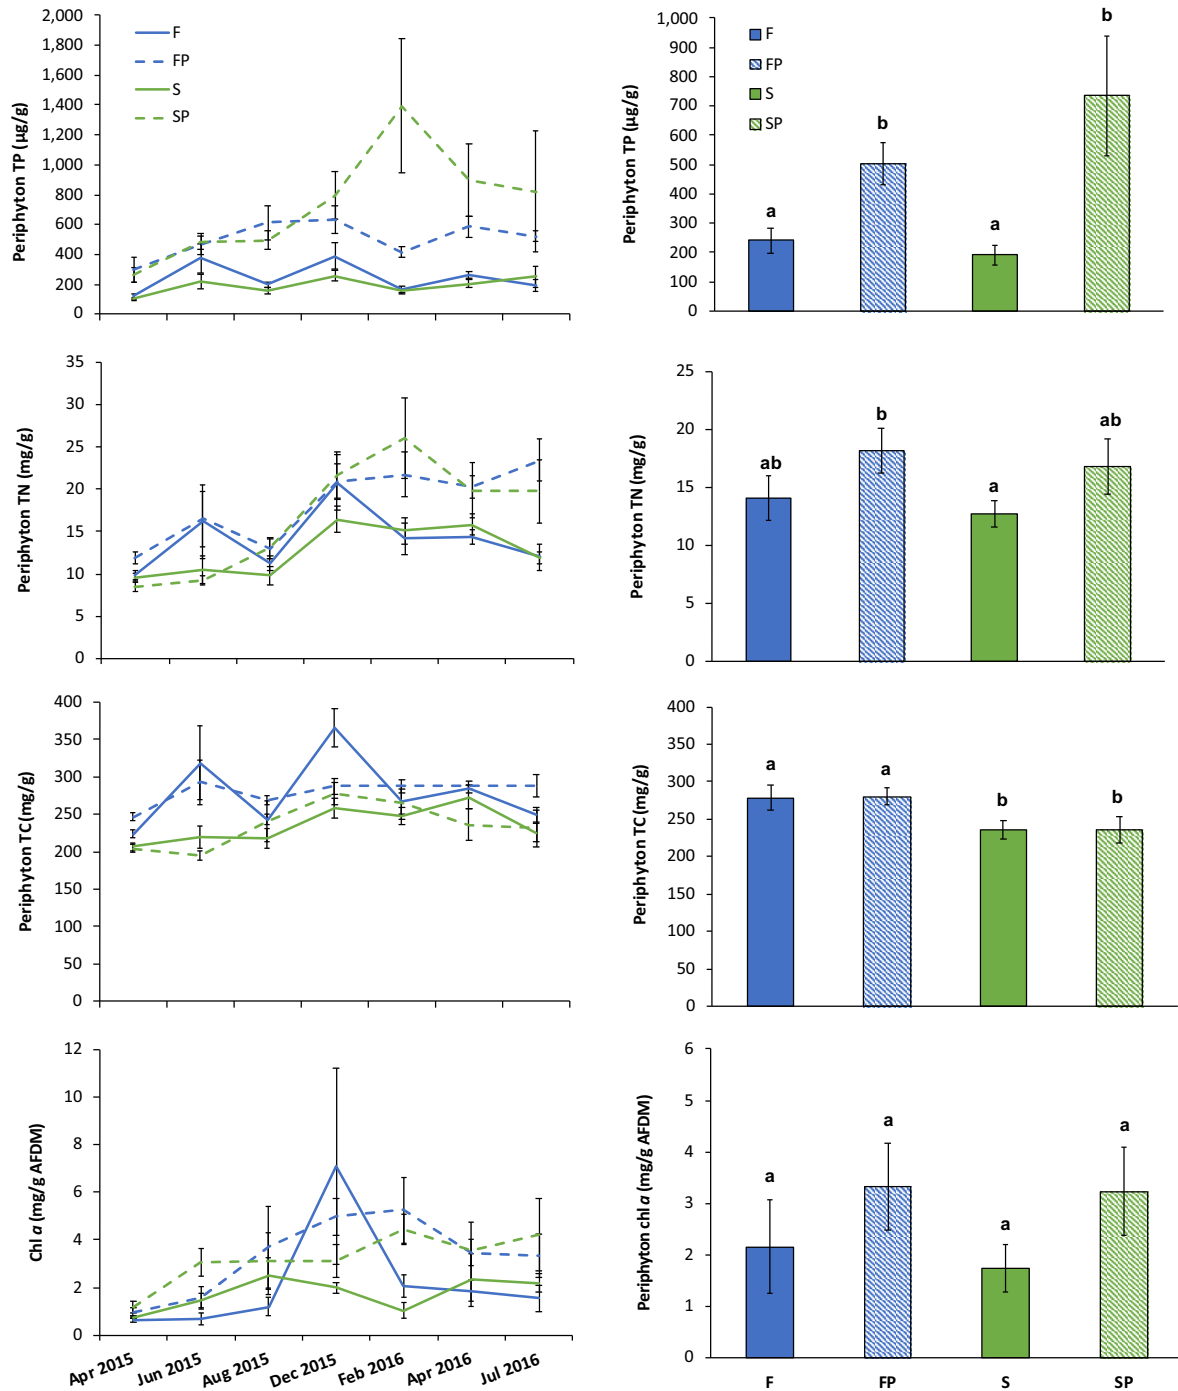 2,000
1,800
1,600
1,400
1,200
1,000
800
600
400
200
0
Periphyton TP (µg/g)
F
FP
S
SP
1,000
900
800
700
600
500
400
300
200
100
0
Periphyton TP (µg/g)
F
FP
S
SP
a
b
a
b
35
30
25
20
15
10
5
0
Periphyton TN (mg/g)
25
20
15
10
5
0
Periphyton TN (mg/g)
ab
b
a
ab
400
350
300
250
200
150
100
50
0
Periphyton TC (mg/g)
400
350
300
250
200
150
100
50
0
Periphyton TC (mg/g)
a
a
b
b
12
10
8
6
4
2
0
Chl a (mg/g AFDM)
Apr 2015
Jun 2015
Aug 2015
Dec 2015
Feb 2016
Apr 2016
Jul 2016
6
5
4
3
2
1
0
Periphyton chl a (mg/g AFDM)
a
a
a
a
F
FP
S
SP